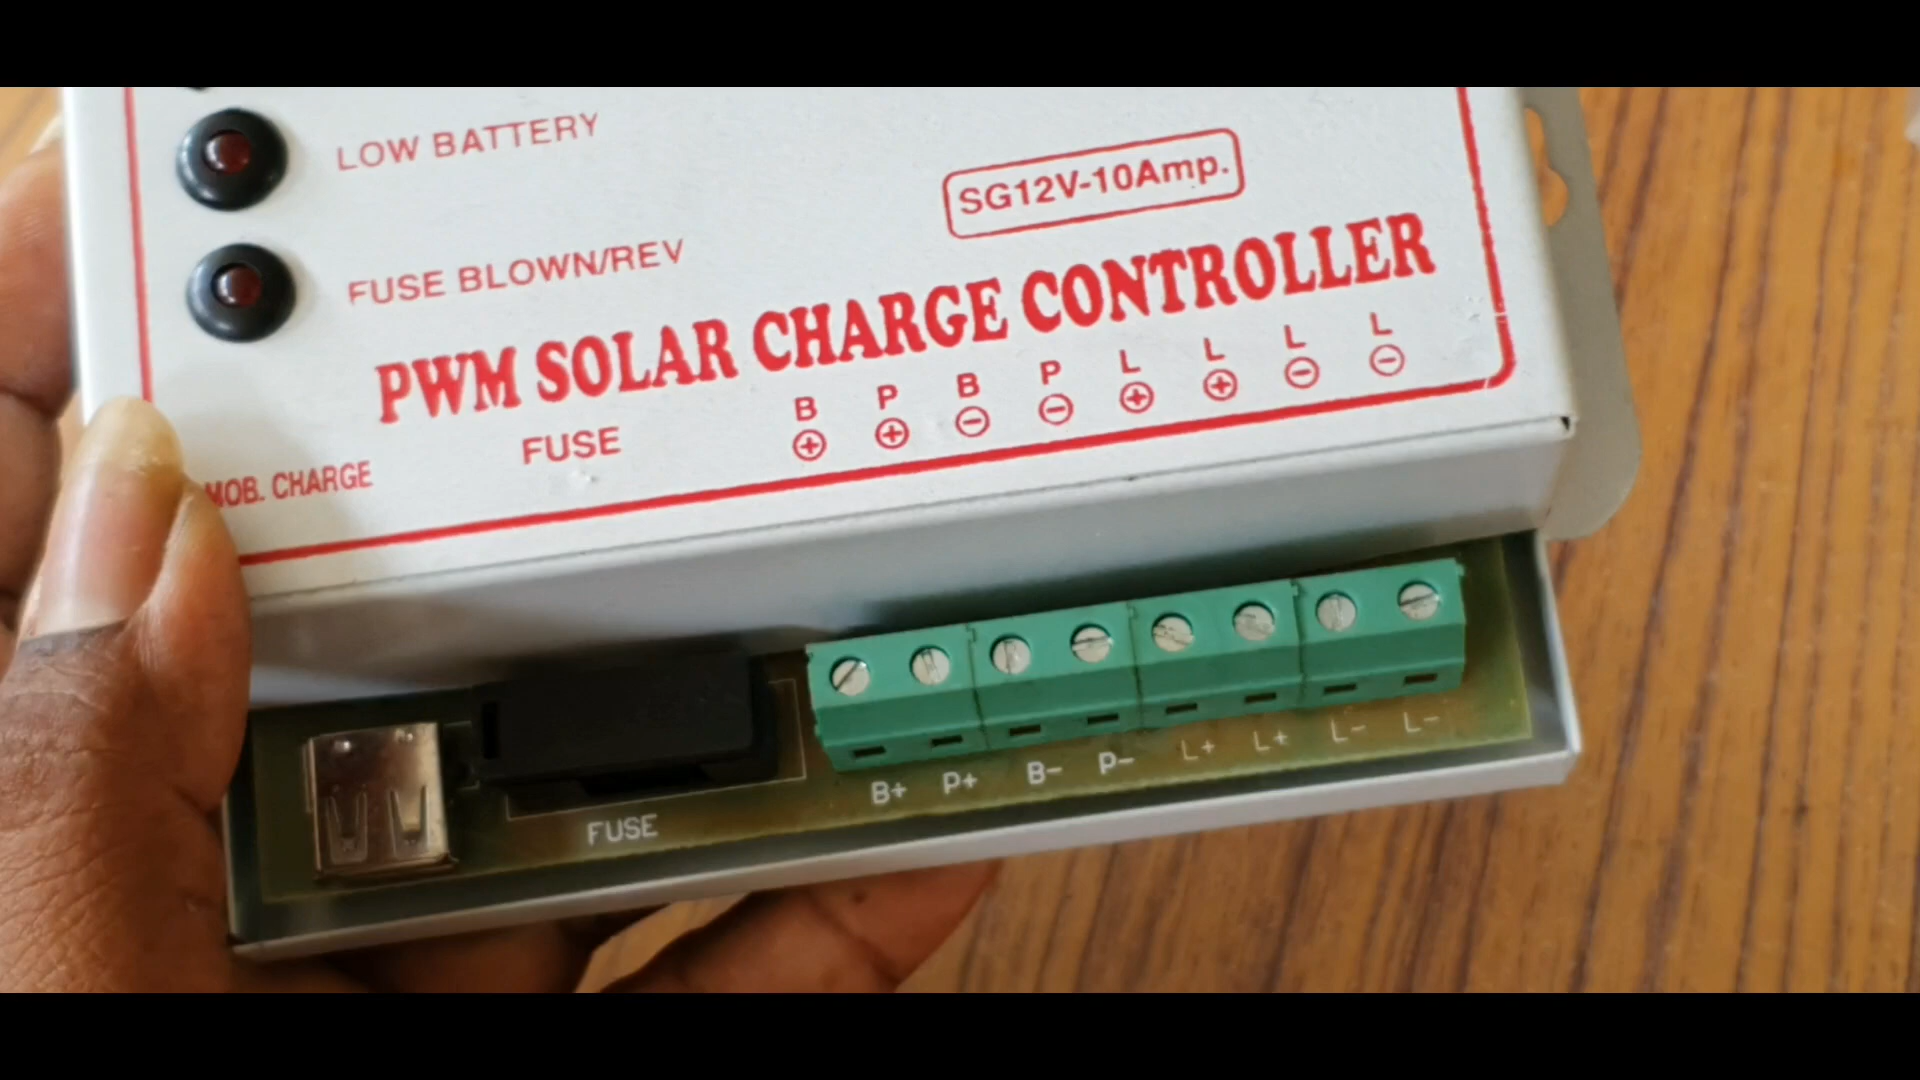 LOW BATTERY
SG12V-10Amp.
FUSE BLOWN/REV
PWM SOLAR CHARGE CONTROLLER
B P B P L L L L
⊕ ⊕ ⊖ ⊖ ⊕ ⊕ ⊖ ⊖
FUSE
MOB. CHARGE
B+ P+ B- P- L+ L+ L- L-
FUSE